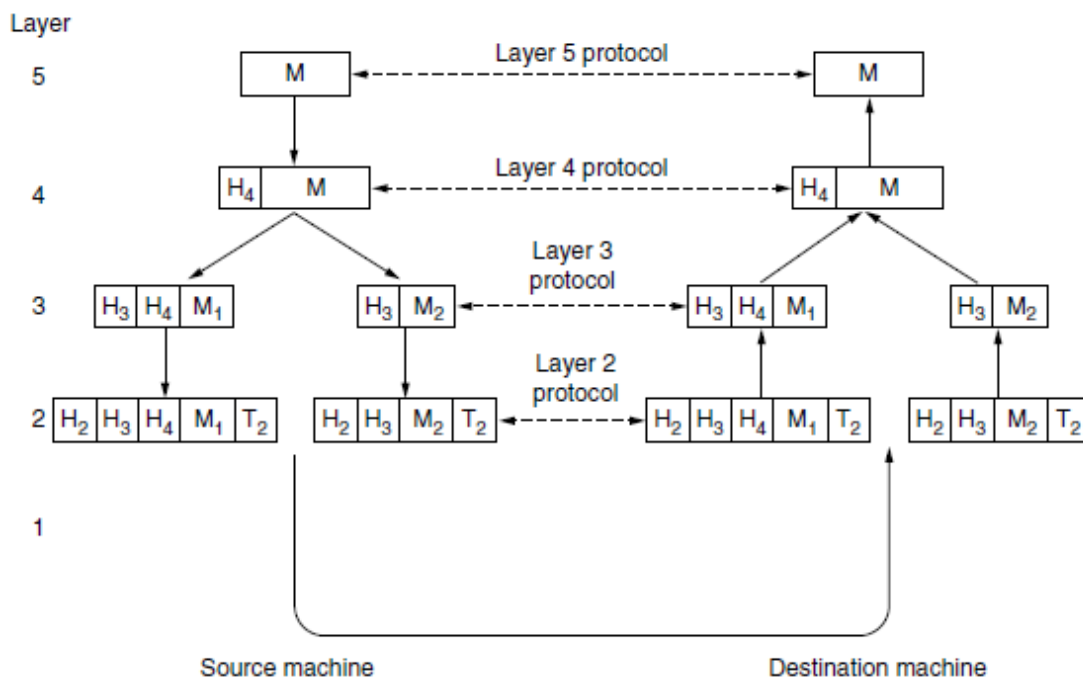 Layer
5 M Layer 5 protocol M
4 H₄ M Layer 4 protocol H₄ M
Layer 3
protocol
3 H₃ H₄ M₁ H₃ M₂ H₃ H₄ M₁ H₃ M₂
Layer 2
protocol
2 H₂ H₃ H₄ M₁ T₂ H₂ H₃ M₂ T₂ H₂ H₃ H₄ M₁ T₂ H₂ H₃ M₂ T₂
1
Source machine Destination machine